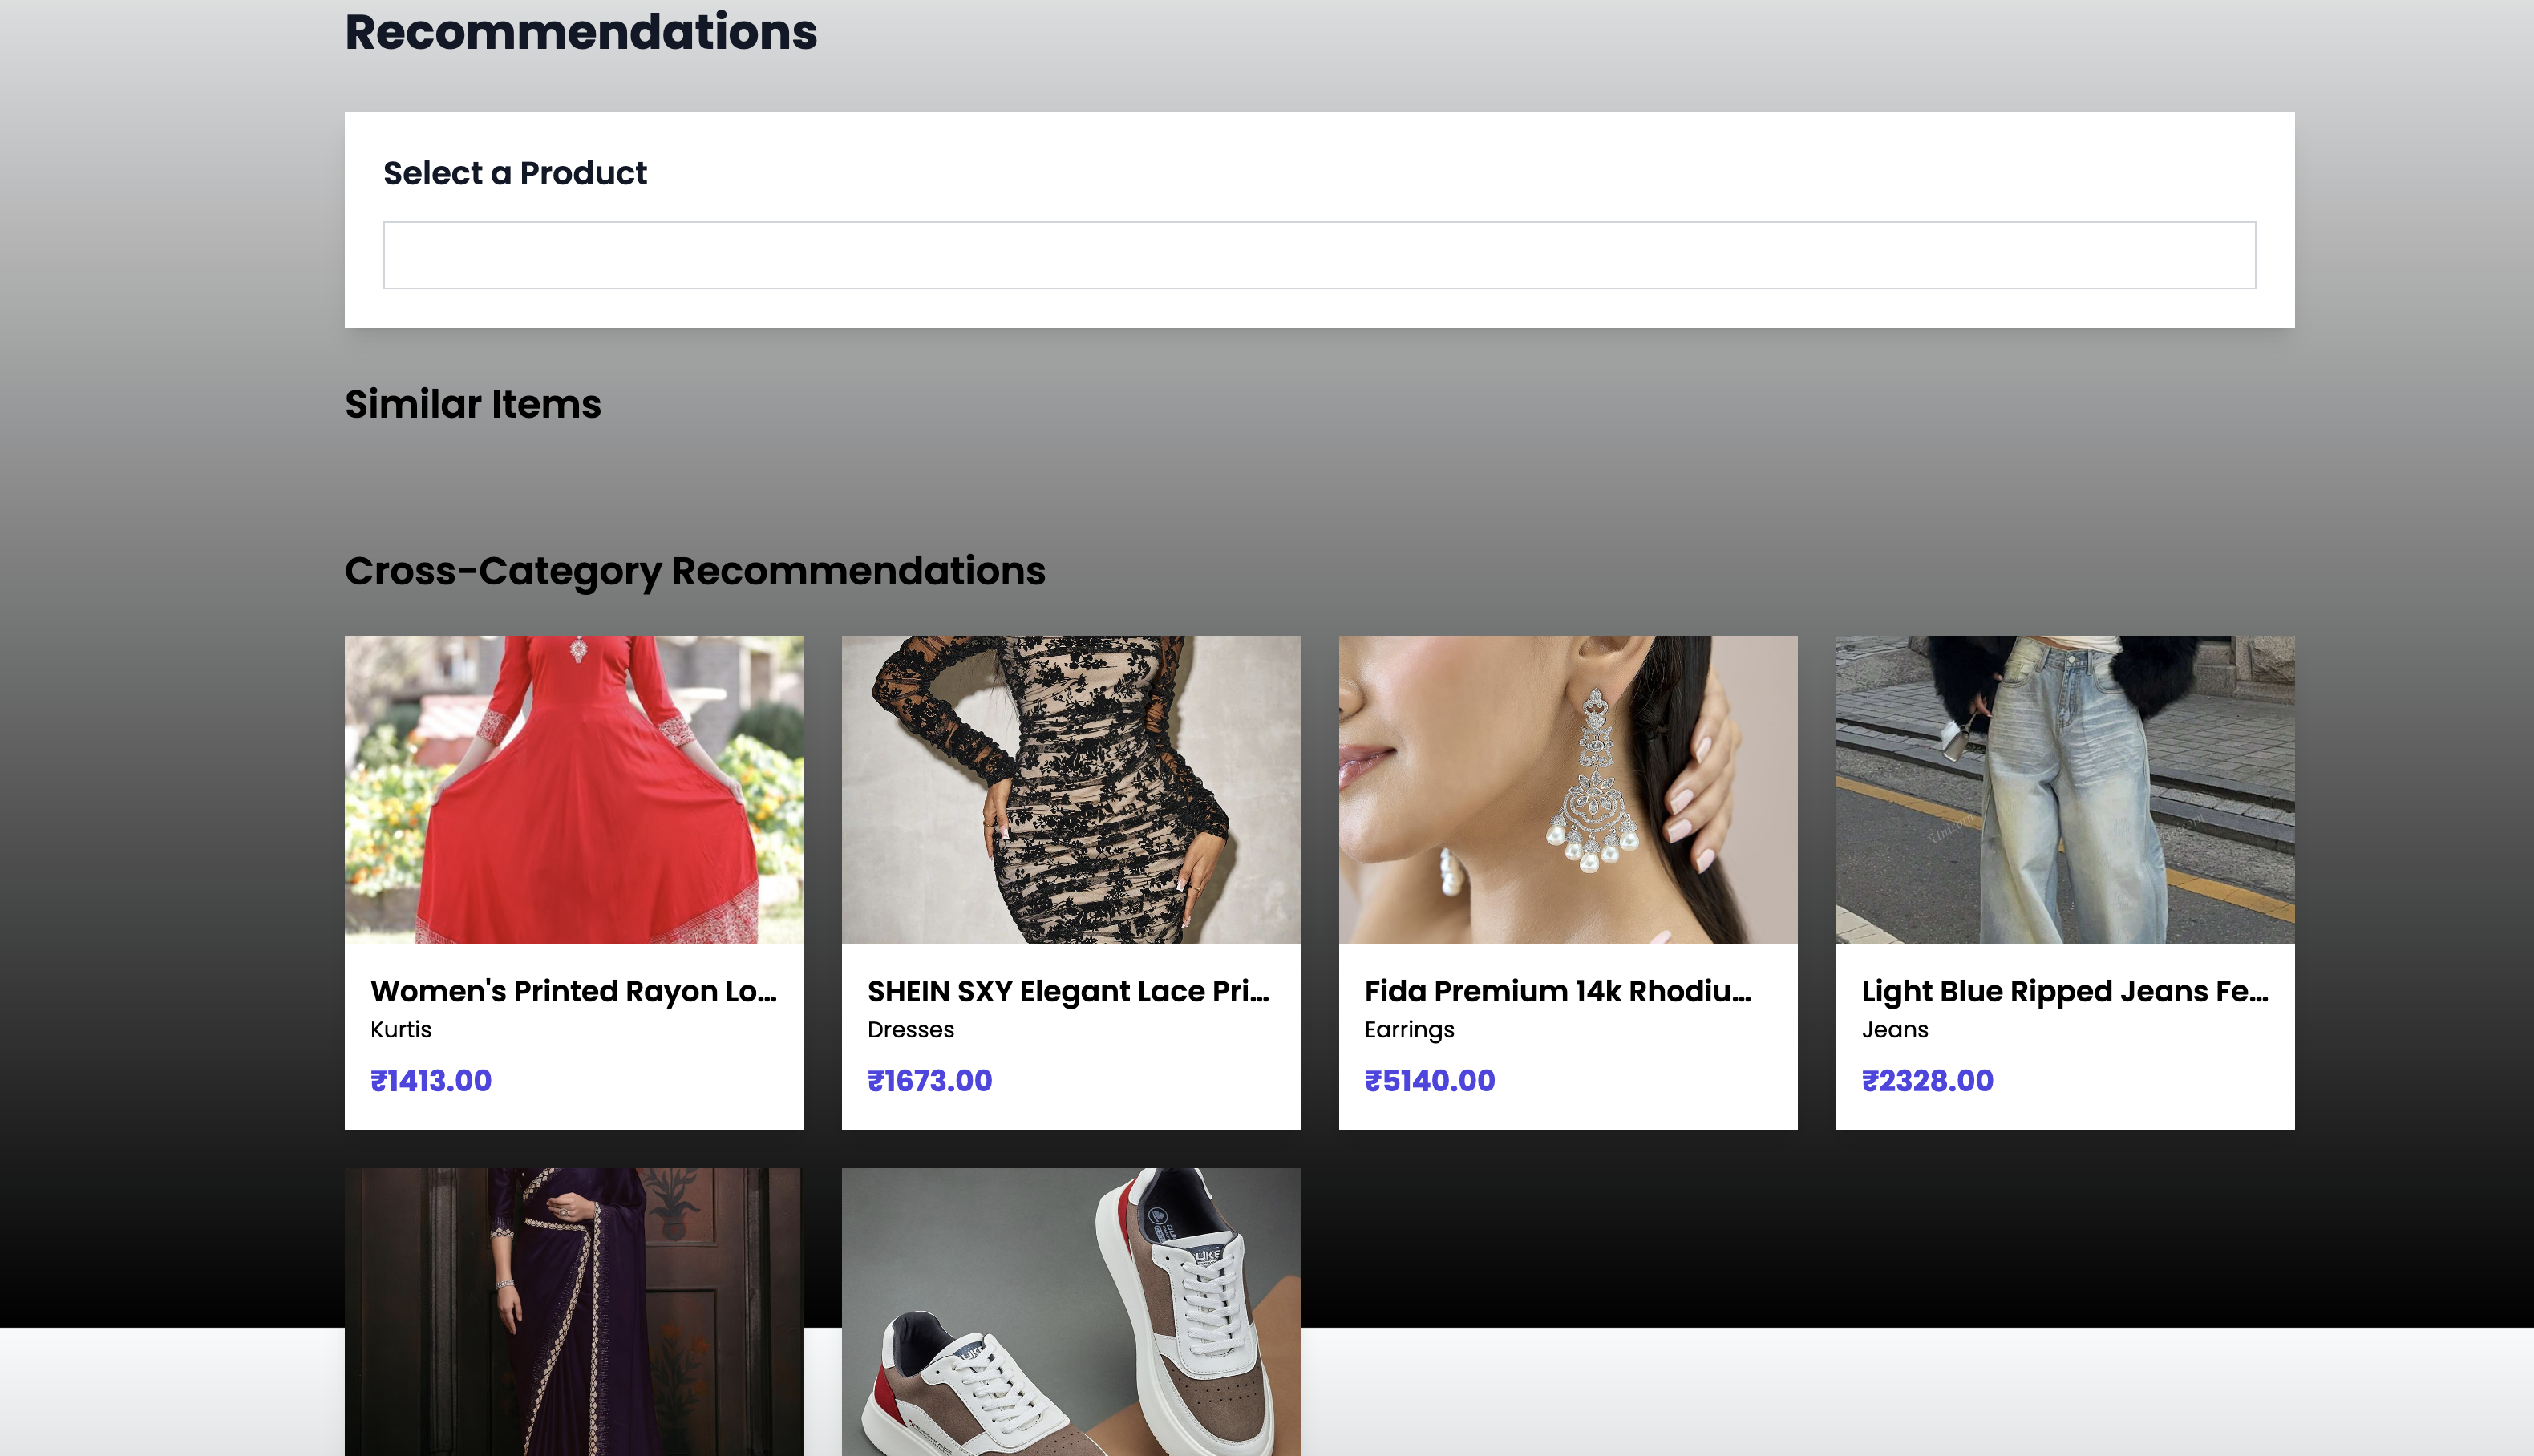 Recommendations
Select a Product
Similar Items
Cross-Category Recommendations
Women's Printed Rayon Lo...
Kurtis
₹1413.00
SHEIN SXY Elegant Lace Pri...
Dresses
₹1673.00
Fida Premium 14k Rhodiu...
Earrings
₹5140.00
Light Blue Ripped Jeans Fe...
Jeans
₹2328.00